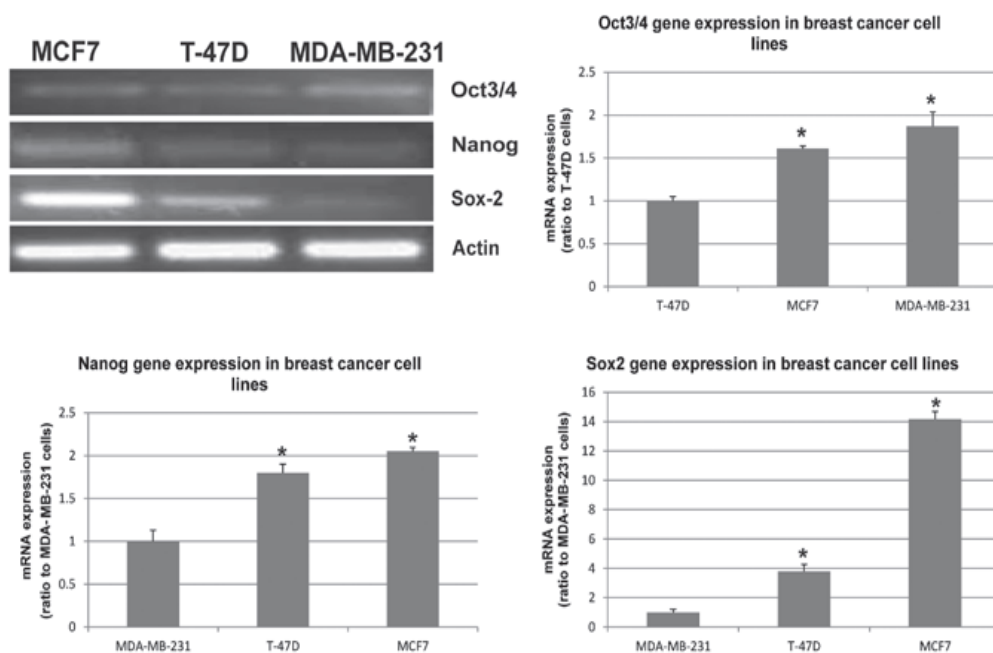 MCF7 T-47D MDA-MB-231
Oct3/4
Nanog
Sox-2
Actin
Oct3/4 gene expression in breast cancer cell
lines
mRNA expression
(ratio to T-47D cells)
2.5
2
1.5
1
0.5
0
T-47D MCF7 MDA-MB-231
* *
Nanog gene expression in breast cancer cell
lines
mRNA expression
(ratio to MDA-MB-231 cells)
2.5
2
1.5
1
0.5
0
MDA-MB-231 T-47D MCF7
* *
Sox2 gene expression in breast cancer cell lines
mRNA expression
(ratio to MDA-MB-231 cells)
16
14
12
10
8
6
4
2
0
MDA-MB-231 T-47D MCF7
* *